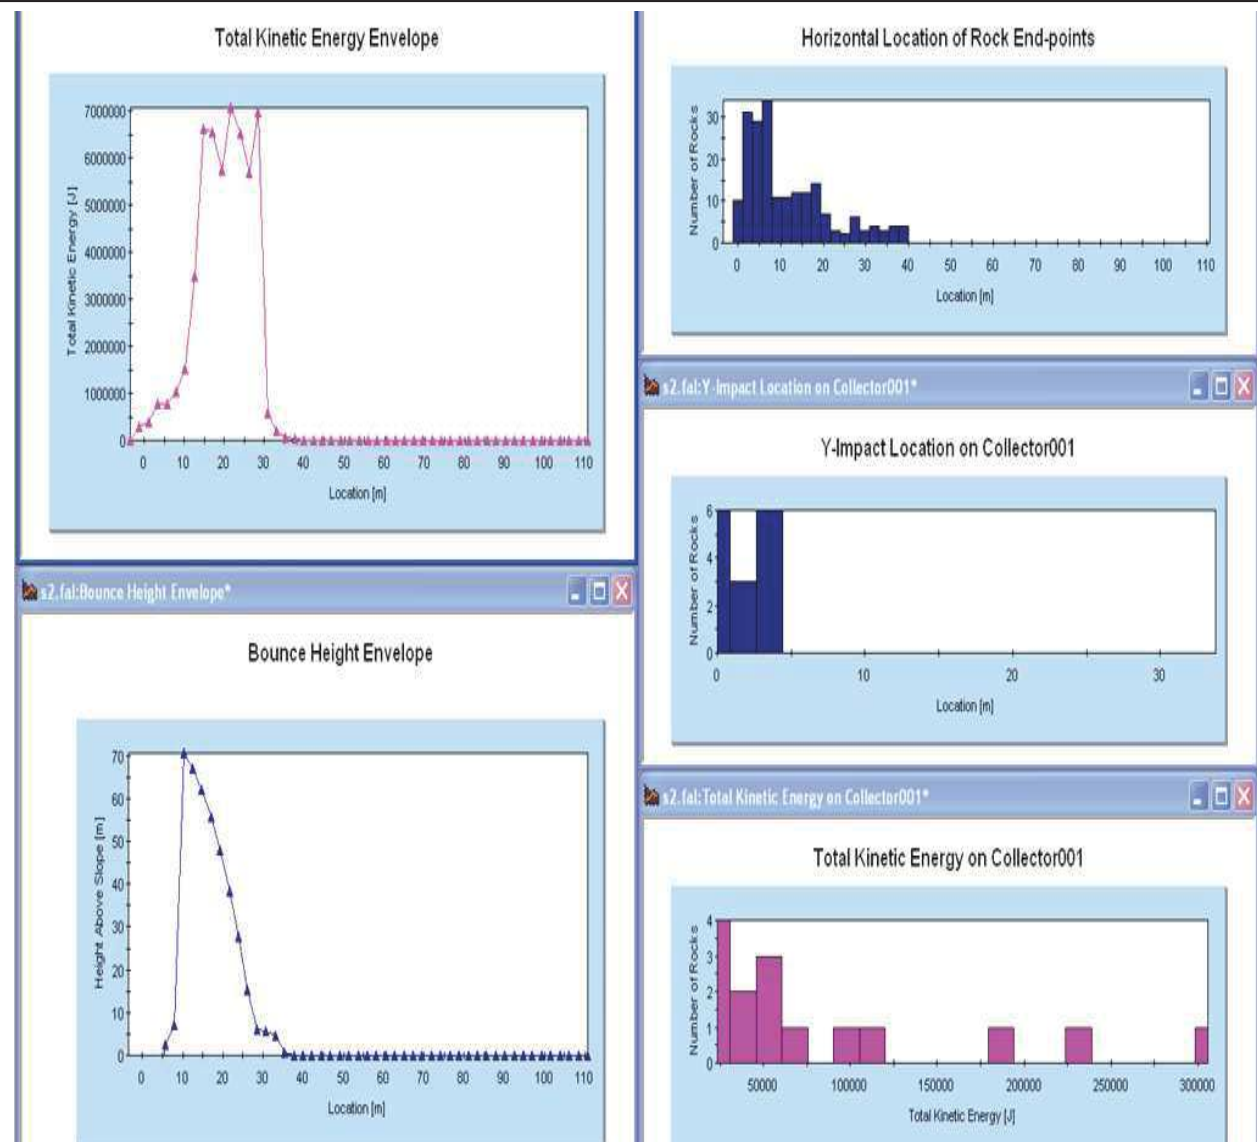 Total Kinetic Energy Envelope
Total Kinetic Energy [J]
7000000
6000000
5000000
4000000
3000000
2000000
1000000
0
0 10 20 30 40 50 60 70 80 90 100 110
Location [m]
s2.fal:Bounce Height Envelope*
Bounce Height Envelope
Height Above Slope [m]
70
60
50
40
30
20
10
0
0 10 20 30 40 50 60 70 80 90 100 110
Location [m]
Horizontal Location of Rock End-points
Number of Rocks
30
20
10
0
0 10 20 30 40 50 60 70 80 90 100 110
Location [m]
s2.fal:Y-Impact Location on Collector001*
Y-Impact Location on Collector001
Number of Rocks
6
4
2
0
0 10 20 30
Location [m]
s2.fal:Total Kinetic Energy on Collector001*
Total Kinetic Energy on Collector001
Number of Rocks
4
3
2
1
0
50000 100000 150000 200000 250000 300000
Total Kinetic Energy [J]